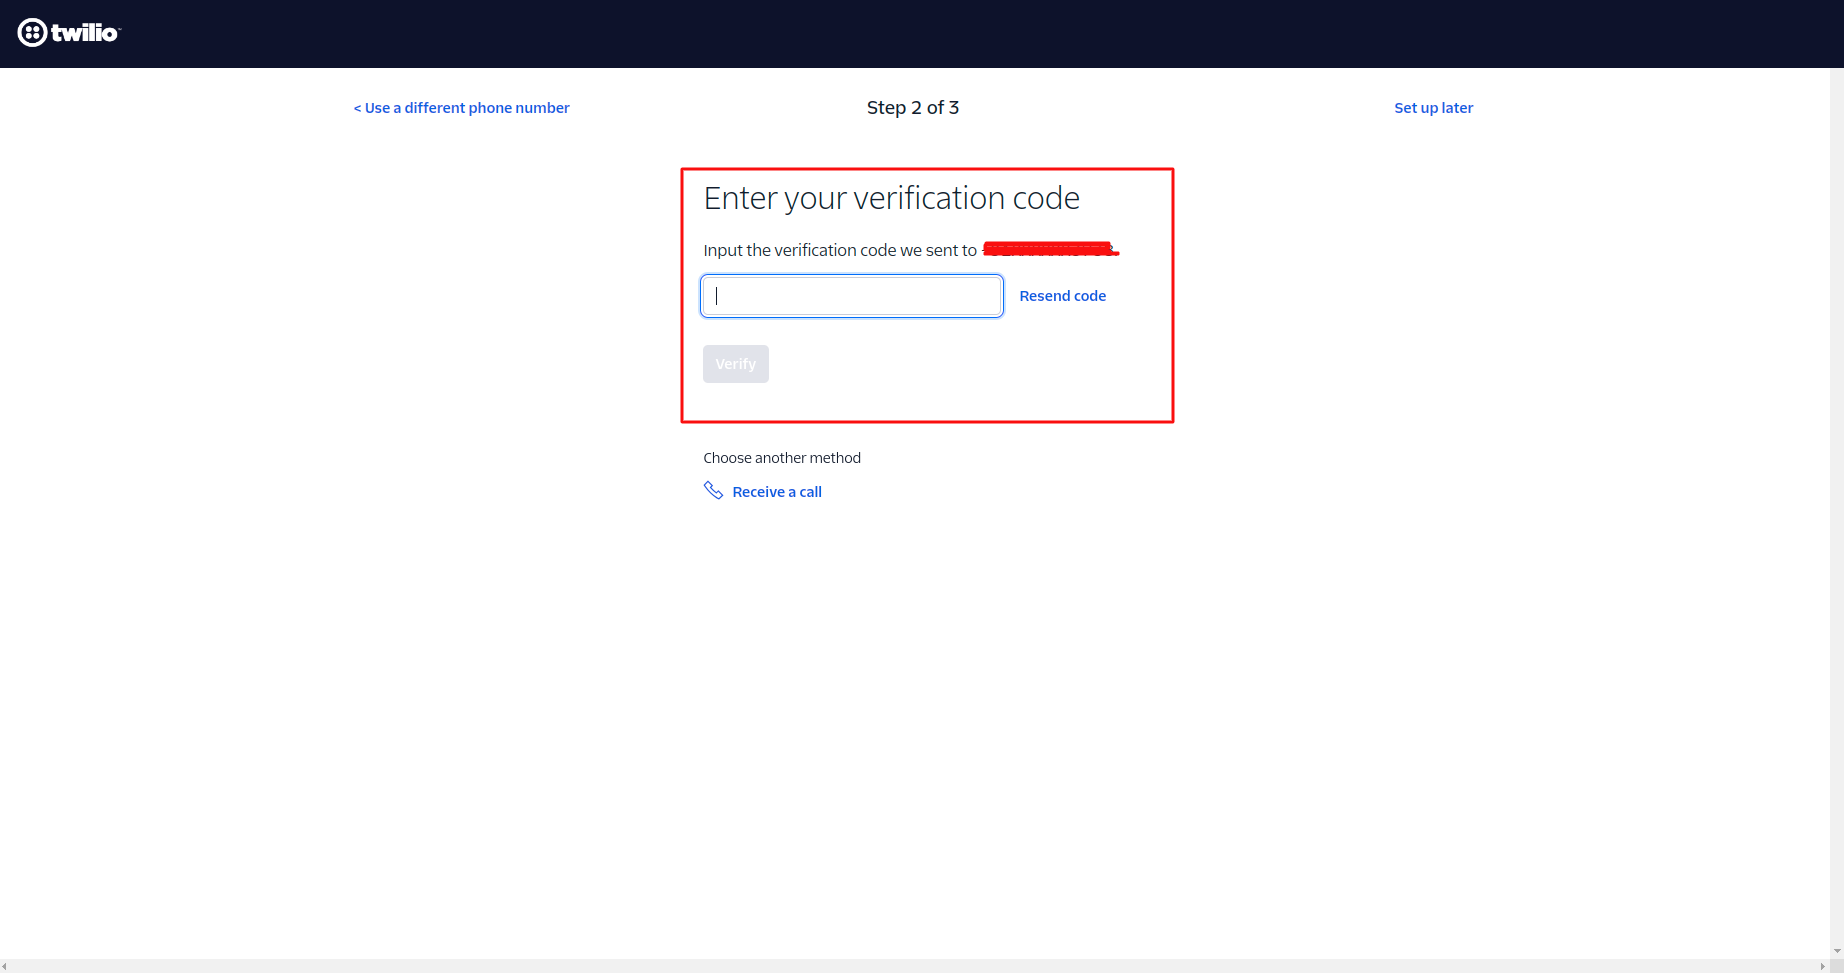 twilio
< Use a different phone number
Step 2 of 3
Set up later
Enter your verification code
Input the verification code we sent to
Resend code
Verify
Choose another method
Receive a call